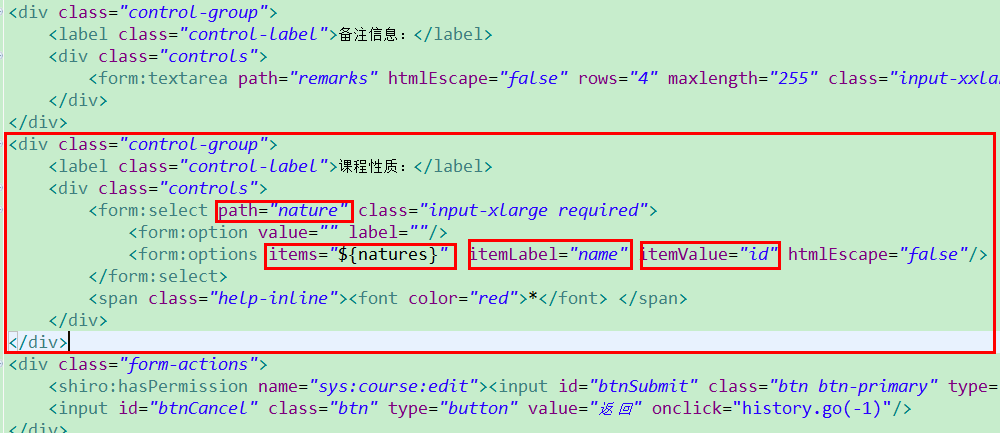 <div class="control-group">
<label class="control-label">备注信息：</label>
<div class="controls">
<form:textarea path="remarks" htmlEscape="false" rows="4" maxlength="255" class="input-xxla
</div>
</div>
<div class="control-group">
<label class="control-label">课程性质：</label>
<div class="controls">
<form:select path="nature" class="input-xlarge required">
<form:option value="" label=""/>
<form:options items="${natures}" itemLabel="name" itemValue="id" htmlEscape="false"/>
</form:select>
<span class="help-inline"><font color="red">*</font> </span>
</div>
</div>
<div class="form-actions">
<shiro:hasPermission name="sys:course:edit"><input id="btnSubmit" class="btn btn-primary" type=
<input id="btnCancel" class="btn" type="button" value="返 回" onclick="history.go(-1)"/>
</div>